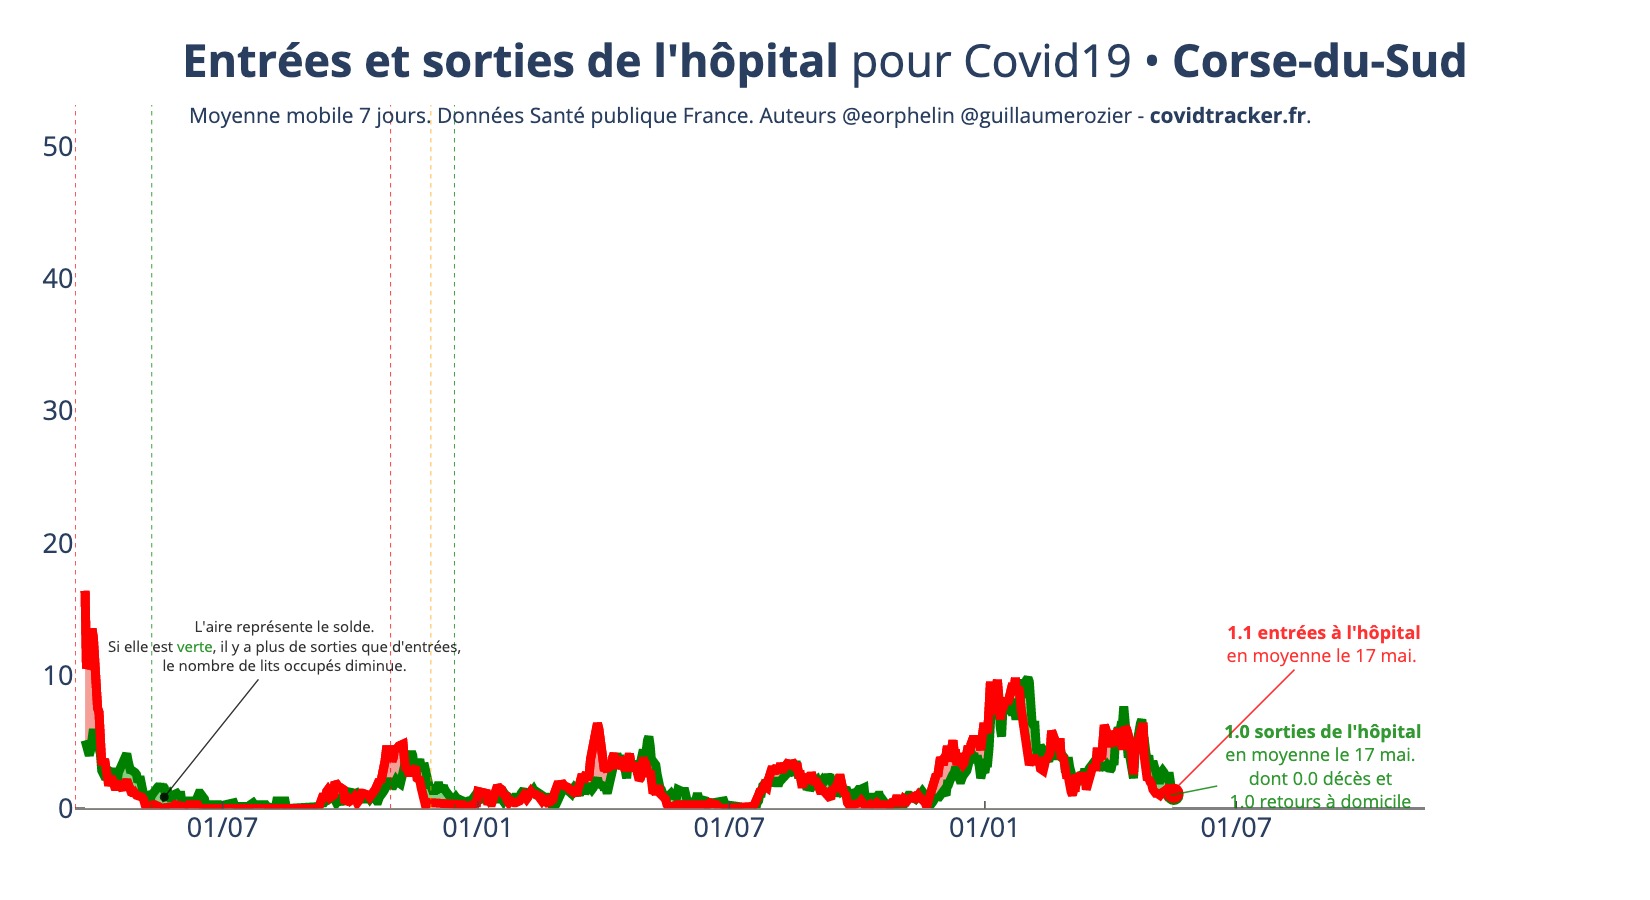 Entrées et sorties de l'hôpital pour Covid19 • Corse-du-Sud
Moyenne mobile 7 jours. Données Santé publique France. Auteurs @eorphelin @guillaumerozier - covidtracker.fr.
50
40
30
20
10
0
L'aire représente le solde.
Si elle est verte, il y a plus de sorties que d'entrées,
le nombre de lits occupés diminue.
1.1 entrées à l'hôpital
en moyenne le 17 mai.
1.0 sorties de l'hôpital
en moyenne le 17 mai.
dont 0.0 décès et
1.0 retours à domicile
01/07
01/01
01/07
01/01
01/07